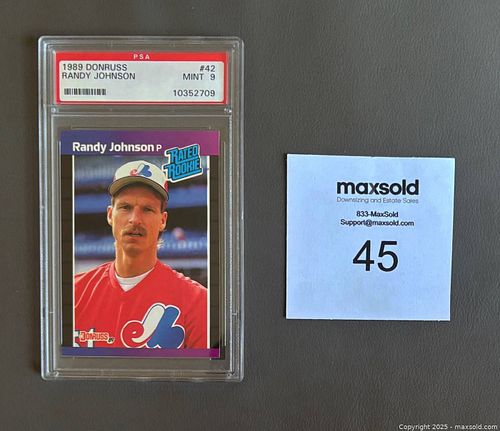 PSA
1989 DONRUSS #42
RANDY JOHNSON MINT 9
10352709
Randy Johnson P
RATED
ROOKIE
DONRUSS 89
maxsold
Downsizing and Estate Sales
833-MaxSold
Support@maxsold.com
45
Copyright 2025 - maxsold.com